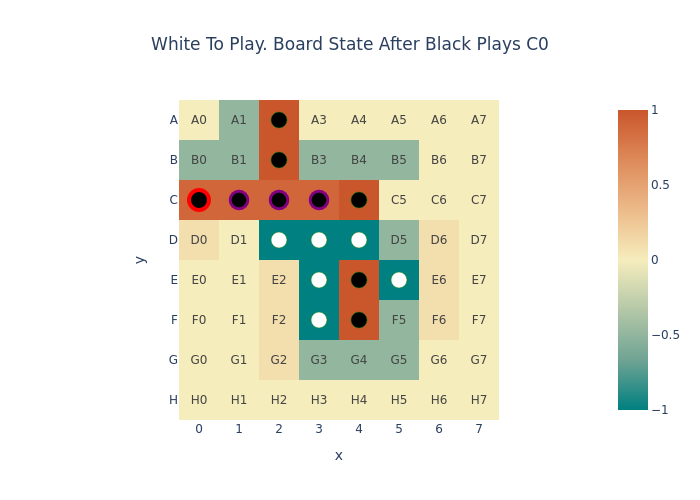 White To Play. Board State After Black Plays C0
A A0 A1 A3 A4 A5 A6 A7
B B0 B1 B3 B4 B5 B6 B7
C C5 C6 C7
D D0 D1 D5 D6 D7
E E0 E1 E2 E6 E7
F F0 F1 F2 F5 F6 F7
G G0 G1 G2 G3 G4 G5 G6 G7
H H0 H1 H2 H3 H4 H5 H6 H7
0 1 2 3 4 5 6 7
x
y
1
0.5
0
−0.5
−1